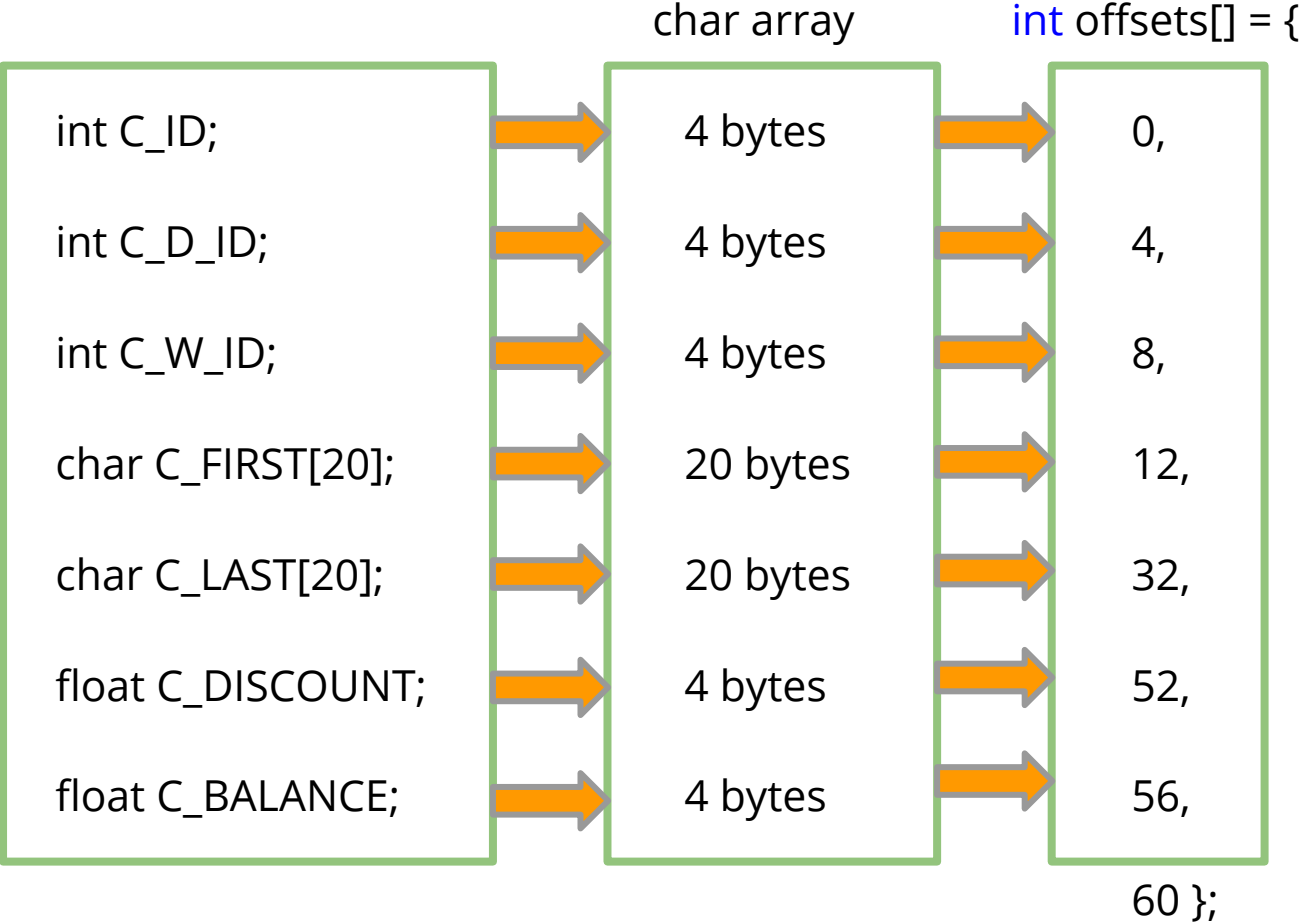 char array int offsets[] = {
int C_ID; 4 bytes 0,
int C_D_ID; 4 bytes 4,
int C_W_ID; 4 bytes 8,
char C_FIRST[20]; 20 bytes 12,
char C_LAST[20]; 20 bytes 32,
float C_DISCOUNT; 4 bytes 52,
float C_BALANCE; 4 bytes 56,
60 };